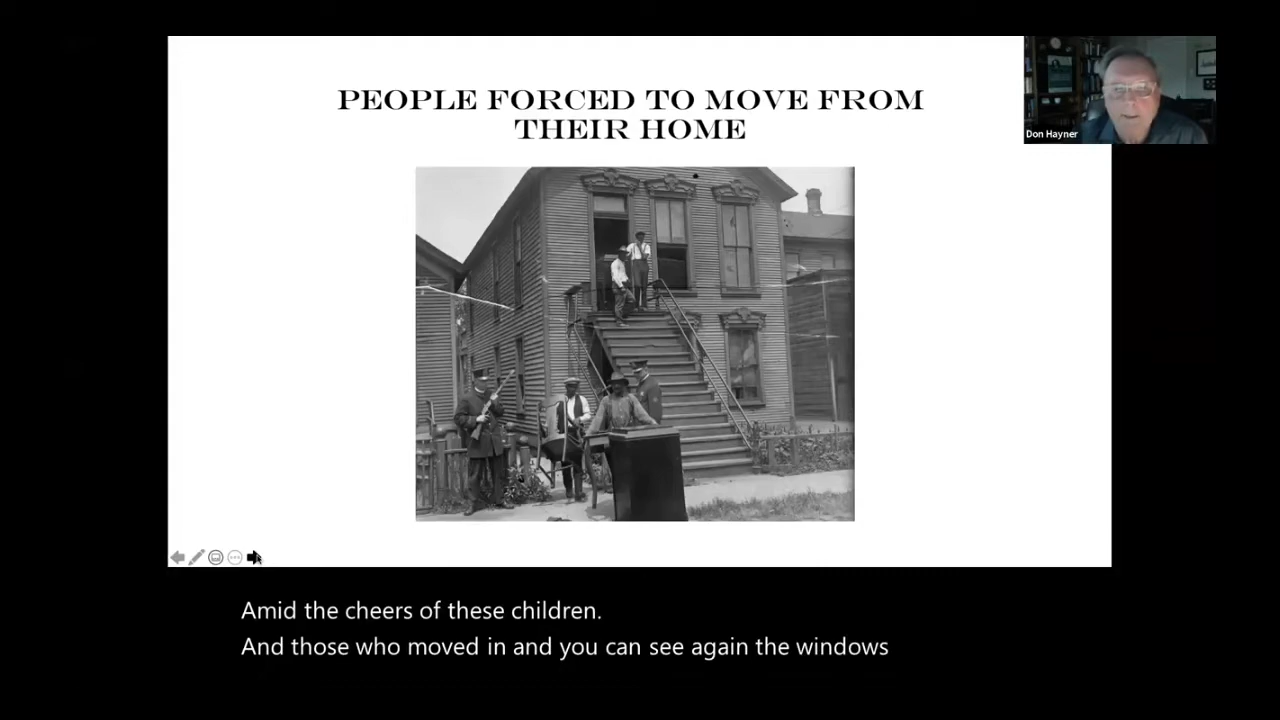 PEOPLE FORCED TO MOVE FROM
THEIR HOME
Don Hayner
Amid the cheers of these children.
And those who moved in and you can see again the windows